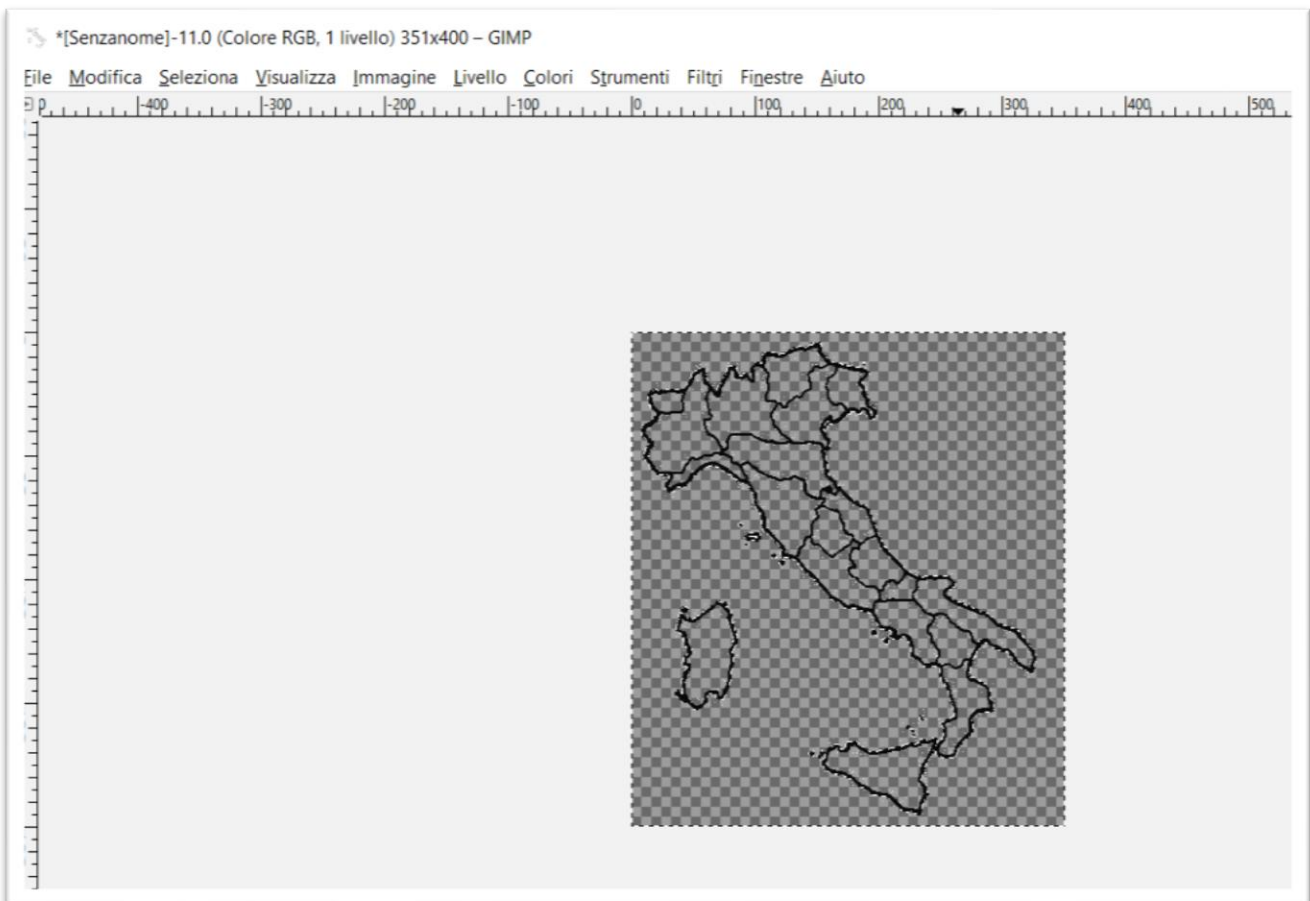 *[Senzanome]-11.0 (Colore RGB, 1 livello) 351x400 – GIMP
File Modifica Seleziona Visualizza Immagine Livello Colori Strumenti Filtri Finestre Aiuto
0 -400 -300 -200 -100 0 100 200 300 400 500